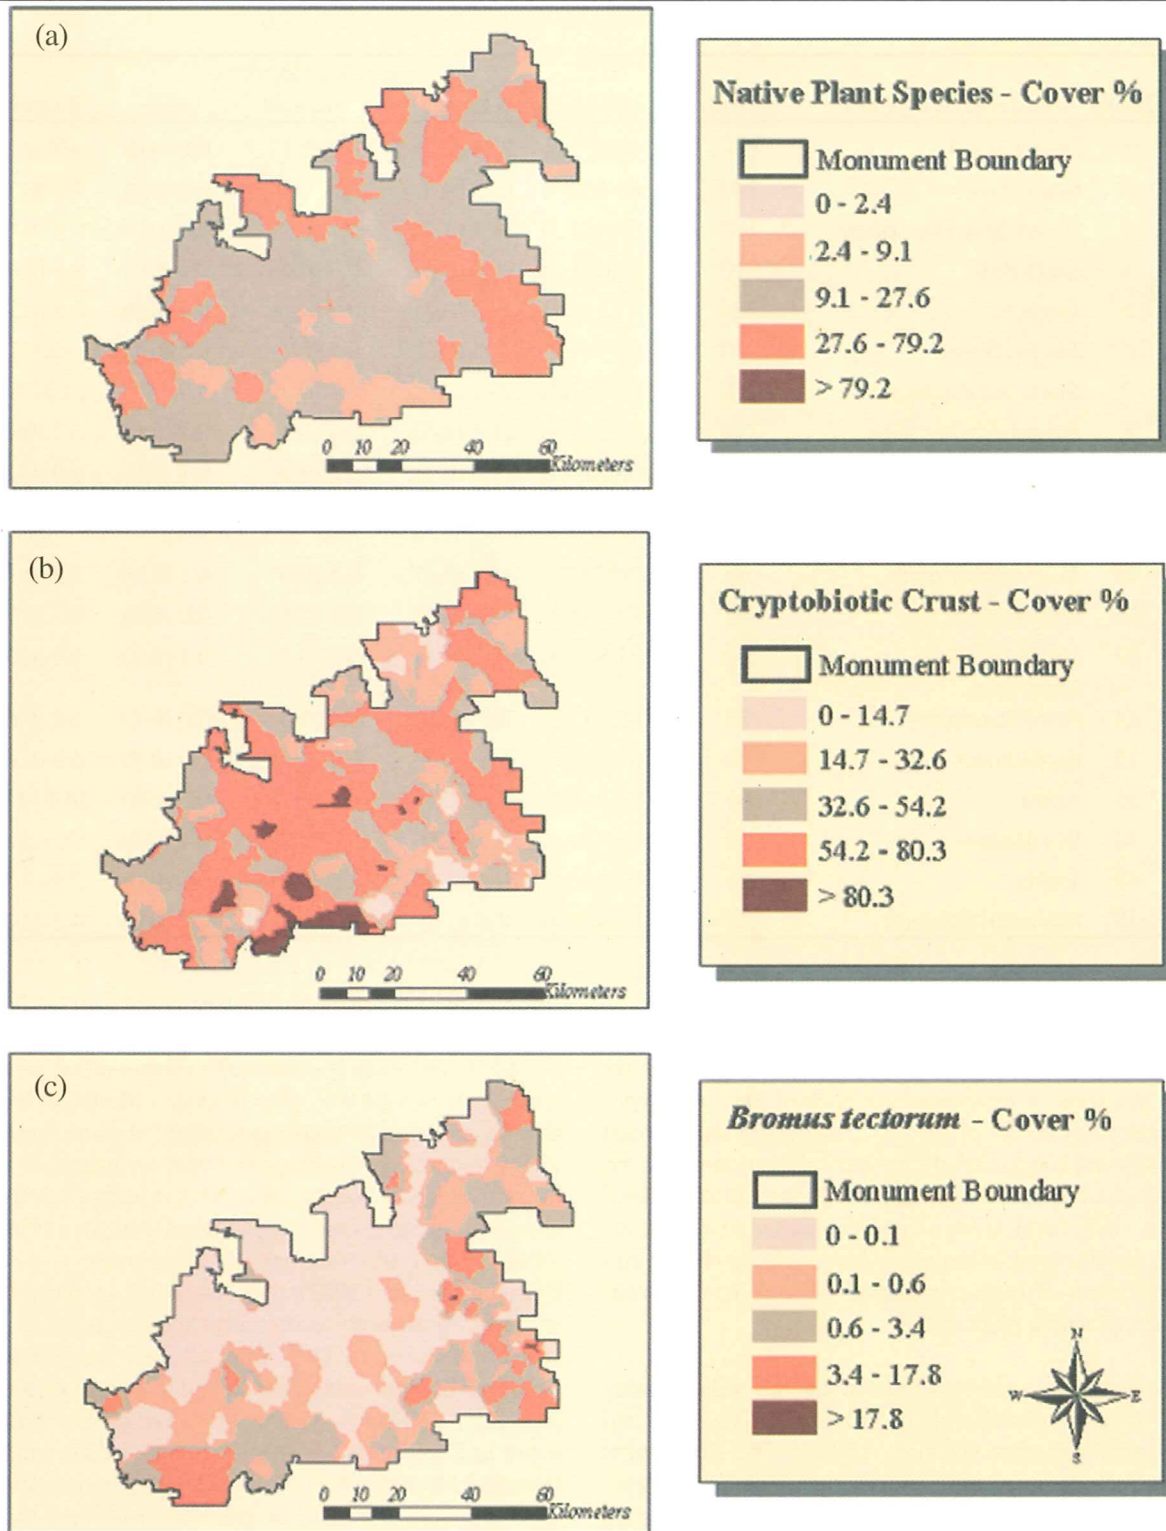 (a)
Native Plant Species - Cover %
Monument Boundary
0 - 2.4
2.4 - 9.1
9.1 - 27.6
27.6 - 79.2
> 79.2
0 10 20 40 60
Kilometers
(b)
Cryptobiotic Crust - Cover %
Monument Boundary
0 - 14.7
14.7 - 32.6
32.6 - 54.2
54.2 - 80.3
> 80.3
0 10 20 40 60
Kilometers
(c)
Bromus tectorum - Cover %
Monument Boundary
0 - 0.1
0.1 - 0.6
0.6 - 3.4
3.4 - 17.8
> 17.8
N
W E
S
0 10 20 40 60
Kilometers